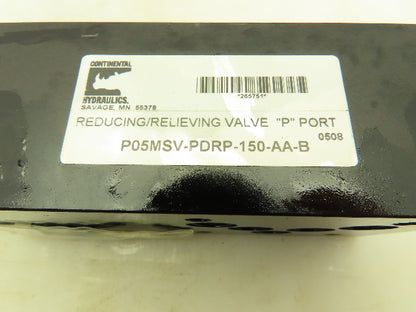 CONTINENTAL
HYDRAULICS
SAVAGE, MN 55378
*265751*
REDUCING/RELIEVING VALVE "P" PORT
0508
P05MSV-PDRP-150-AA-B